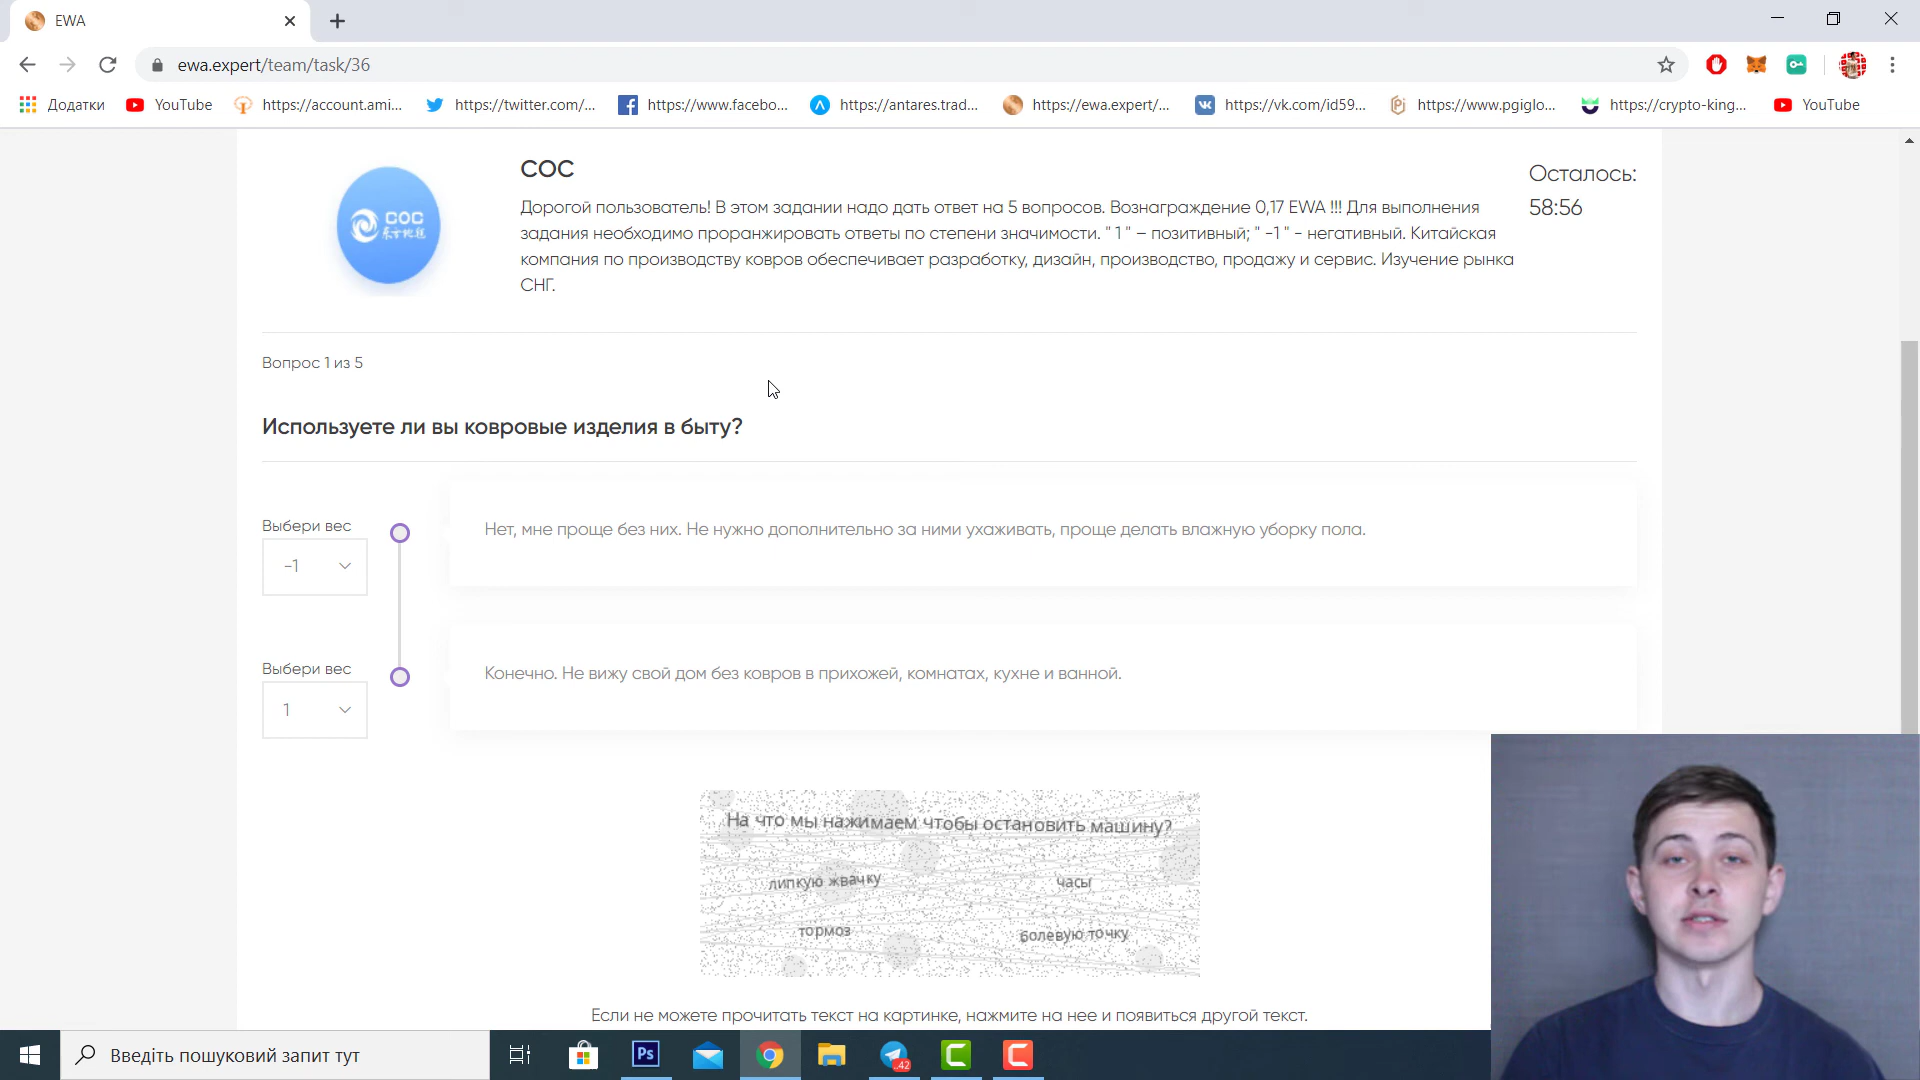 EWA
ewa.expert/team/task/36
Додатки
YouTube
https://account.ami...
https://twitter.com/...
https://www.facebo...
https://antares.trad...
https://ewa.expert/...
https://vk.com/id59...
https://www.pgiglo...
https://crypto-king...
YouTube
COC
COC
Осталось:
58:56
Дорогой пользователь! В этом задании надо дать ответ на 5 вопросов. Вознаграждение 0,17 EWA !!! Для выполнения
задания необходимо проранжировать ответы по степени значимости. " 1 " – позитивный; " -1 " - негативный. Китайская
компания по производству ковров обеспечивает разработку, дизайн, производство, продажу и сервис. Изучение рынка
СНГ.
Вопрос 1 из 5
Используете ли вы ковровые изделия в быту?
Выбери вес
-1
Нет, мне проще без них. Не нужно дополнительно за ними ухаживать, проще делать влажную уборку пола.
Выбери вес
1
Конечно. Не вижу свой дом без ковров в прихожей, комнатах, кухне и ванной.
На что мы нажимаем чтобы остановить машину?
липкую жвачку
часы
тормоз
болевую точку
Если не можете прочитать текст на картинке, нажмите на нее и появиться другой текст.
Введіть пошуковий запит тут
Ps
42